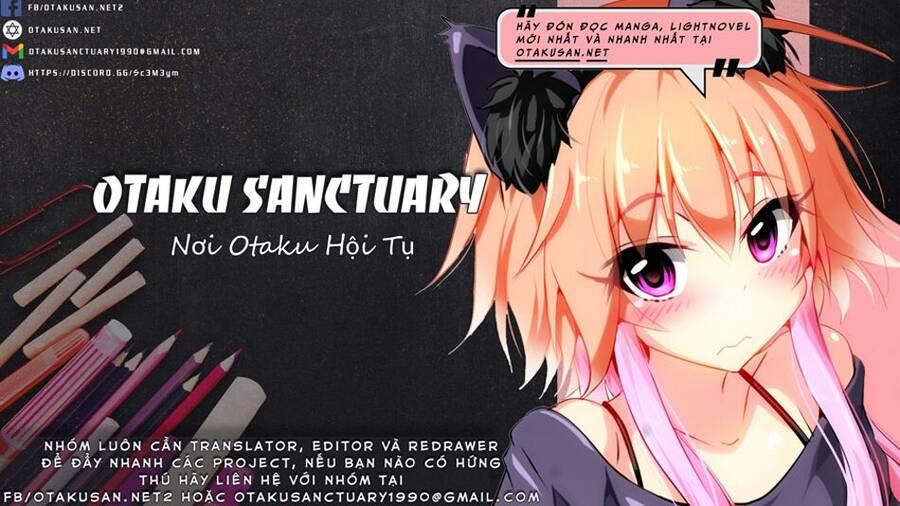 FB/OTAKUSAN.NET2
OTAKUSAN.NET
OTAKUSANCTUARY1990@GMAIL.COM
HTTPS://DISCORD.GG/Sc3M3ym
HÃY ĐÓN ĐỌC MANGA, LIGHTNOVEL
MỚI NHẤT VÀ NHANH NHẤT TẠI
OTAKUSAN.NET
OTAKU SANCTUARY
Nơi Otaku Hội Tụ
NHÓM LUÔN CẦN TRANSLATOR, EDITOR VÀ REDRAWER
ĐỂ ĐẨY NHANH CÁC PROJECT, NẾU BẠN NÀO CÓ HỨNG
THÚ HÃY LIÊN HỆ VỚI NHÓM TẠI
FB/OTAKUSAN.NET2 HOẶC OTAKUSANCTUARY1990@GMAIL.COM